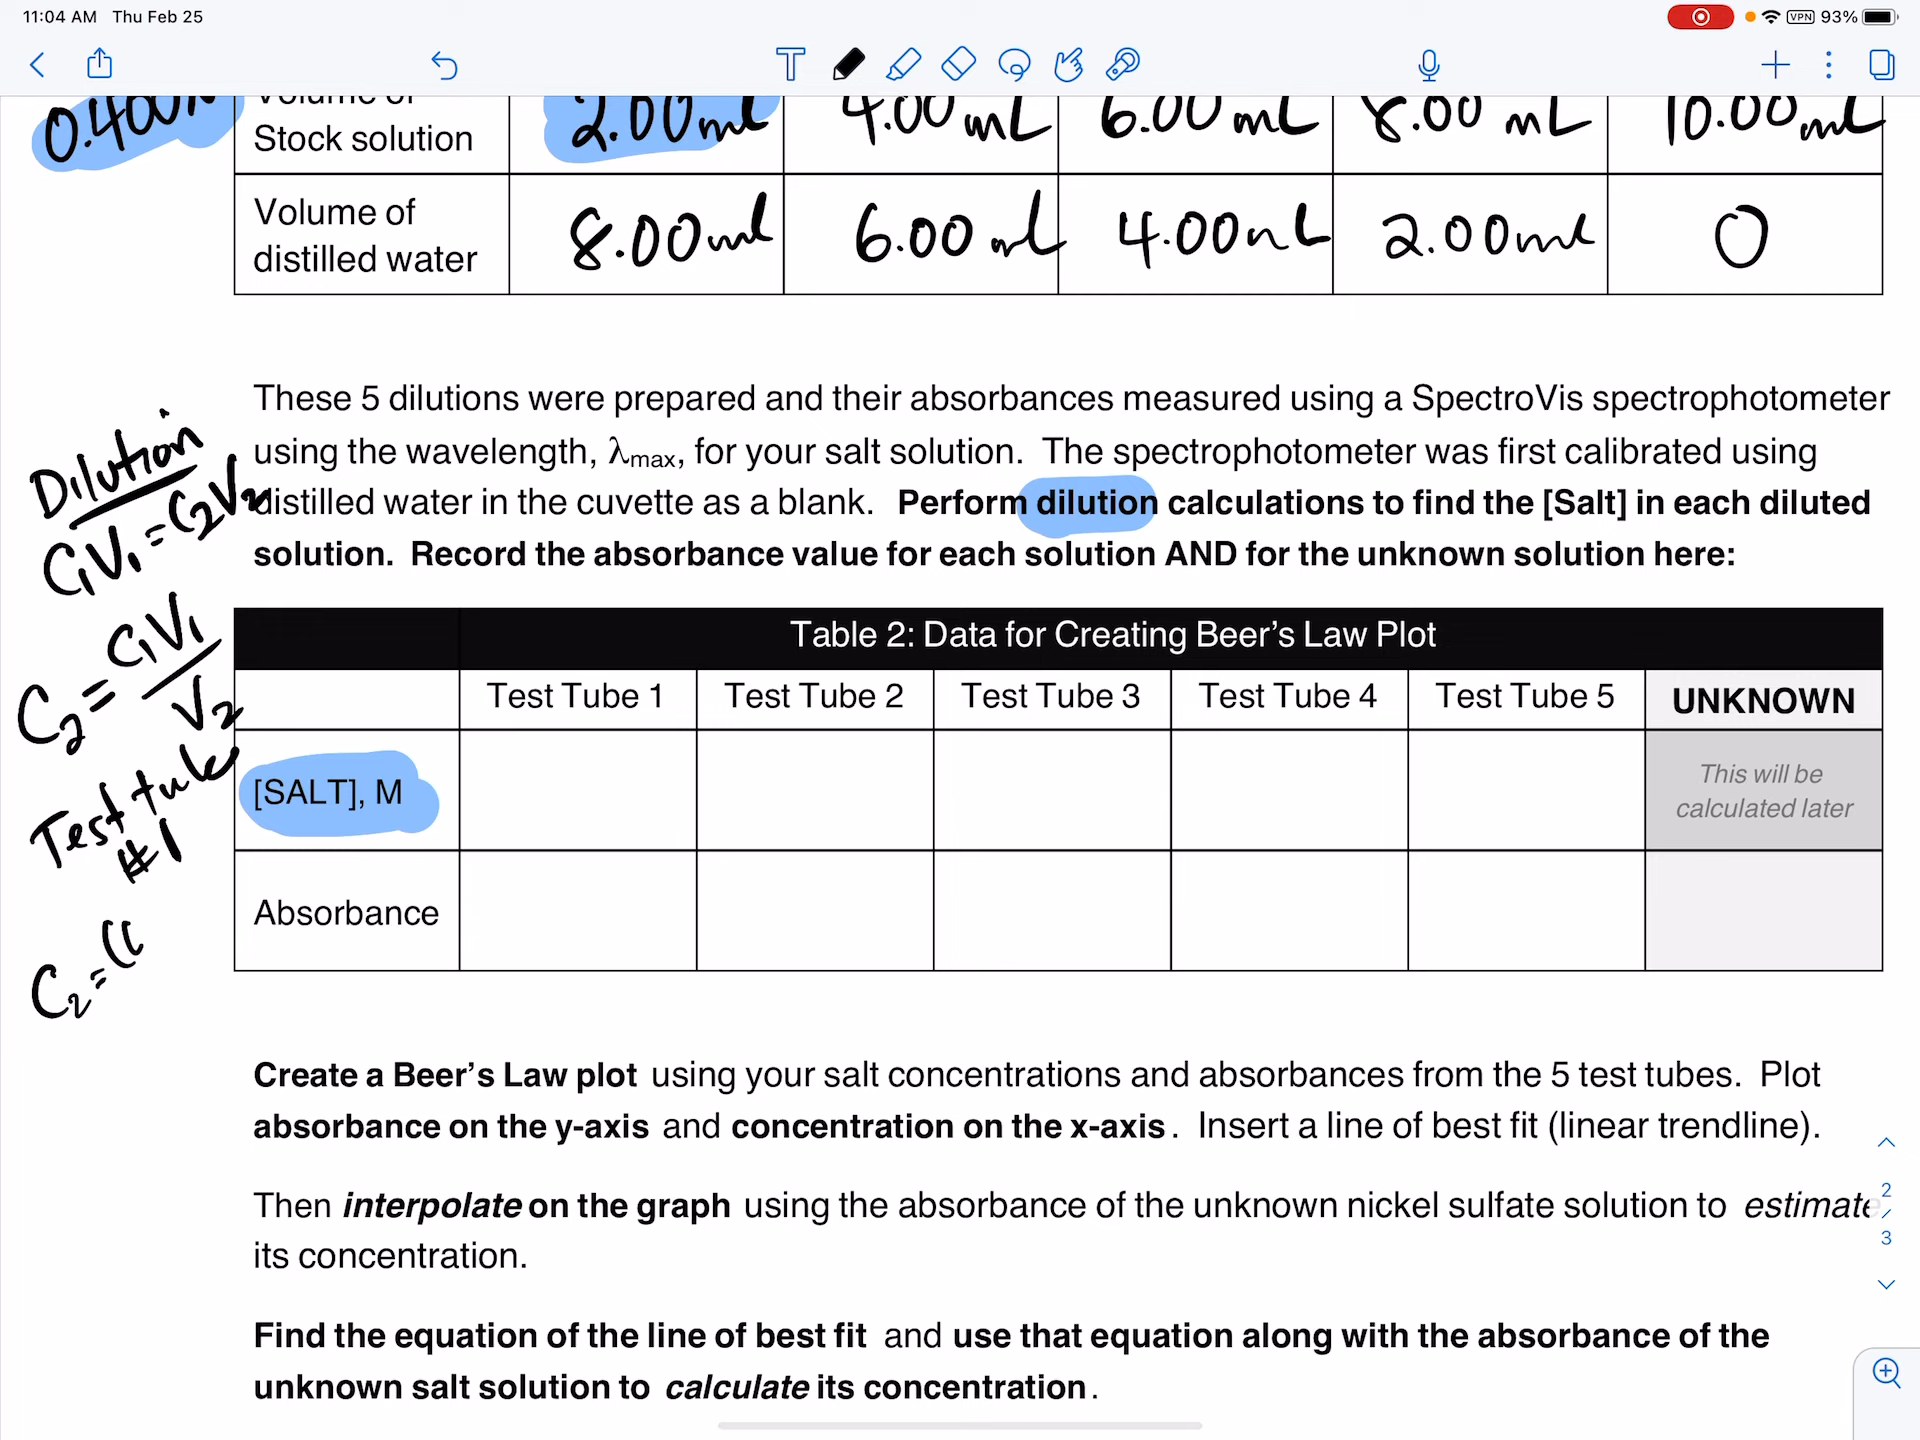 11:04 AM Thu Feb 25
VPN 93%
T
0.400M
Volume of
Stock solution
2.00ml
4.00 mL
6.00 mL
8.00 mL
10.00mL
Volume of
distilled water
8.00ml
6.00 ml
4.00mL
2.00ml
0
These 5 dilutions were prepared and their absorbances measured using a SpectroVis spectrophotometer
using the wavelength, λmax, for your salt solution. The spectrophotometer was first calibrated using
distilled water in the cuvette as a blank. Perform dilution calculations to find the [Salt] in each diluted
solution. Record the absorbance value for each solution AND for the unknown solution here:
Dilution
C₁V₁ = C₂V₂
C₂ = C₁V₁
V₂
Test tube
#1
C₂ = ((
Table 2: Data for Creating Beer's Law Plot
Test Tube 1
Test Tube 2
Test Tube 3
Test Tube 4
Test Tube 5
UNKNOWN
[SALT], M
This will be
calculated later
Absorbance
Create a Beer's Law plot using your salt concentrations and absorbances from the 5 test tubes. Plot
absorbance on the y-axis and concentration on the x-axis. Insert a line of best fit (linear trendline).
Then interpolate on the graph using the absorbance of the unknown nickel sulfate solution to estimate
its concentration.
2
/
3
Find the equation of the line of best fit and use that equation along with the absorbance of the
unknown salt solution to calculate its concentration.